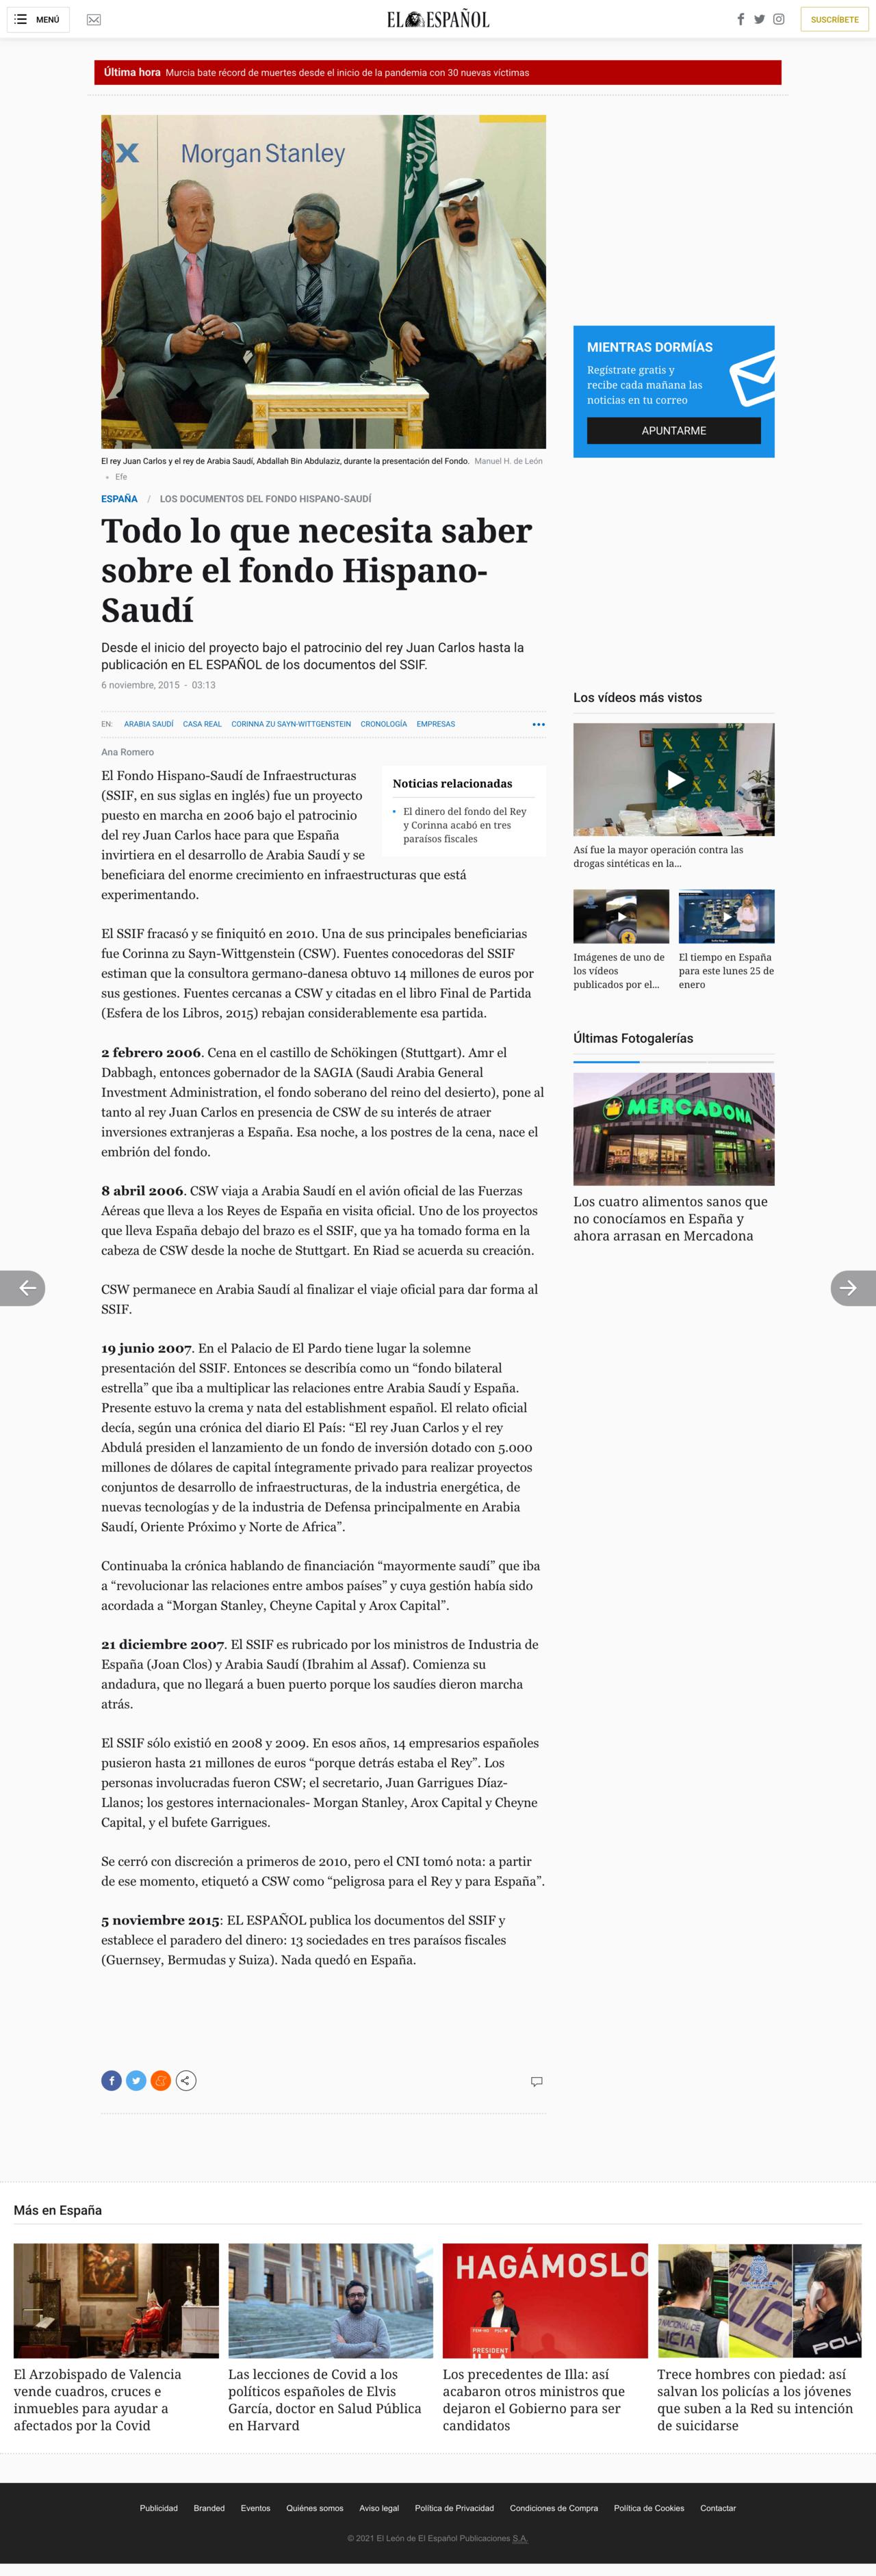 MENÚ
EL ESPAÑOL
SUSCRÍBETE
Última hora Murcia bate récord de muertes desde el inicio de la pandemia con 30 nuevas víctimas
x Morgan Stanley
El rey Juan Carlos y el rey de Arabia Saudí, Abdallah Bin Abdulaziz, durante la presentación del Fondo. Manuel H. de León
Efe
ESPAÑA / LOS DOCUMENTOS DEL FONDO HISPANO-SAUDÍ
Todo lo que necesita saber
sobre el fondo Hispano-
Saudí
Desde el inicio del proyecto bajo el patrocinio del rey Juan Carlos hasta la
publicación en EL ESPAÑOL de los documentos del SSIF.
6 noviembre, 2015 - 03:13
EN: ARABIA SAUDÍ CASA REAL CORINNA ZU SAYN-WITTGENSTEIN CRONOLOGÍA EMPRESAS
Ana Romero
El Fondo Hispano-Saudí de Infraestructuras
(SSIF, en sus siglas en inglés) fue un proyecto
puesto en marcha en 2006 bajo el patrocinio
del rey Juan Carlos hace para que España
invirtiera en el desarrollo de Arabia Saudí y se
beneficiara del enorme crecimiento en infraestructuras que está
experimentando.
Noticias relacionadas
El dinero del fondo del Rey
y Corinna acabó en tres
paraísos fiscales
El SSIF fracasó y se finiquitó en 2010. Una de sus principales beneficiarias
fue Corinna zu Sayn-Wittgenstein (CSW). Fuentes conocedoras del SSIF
estiman que la consultora germano-danesa obtuvo 14 millones de euros por
sus gestiones. Fuentes cercanas a CSW y citadas en el libro Final de Partida
(Esfera de los Libros, 2015) rebajan considerablemente esa partida.
2 febrero 2006. Cena en el castillo de Schökingen (Stuttgart). Amr el
Dabbagh, entonces gobernador de la SAGIA (Saudi Arabia General
Investment Administration, el fondo soberano del reino del desierto), pone al
tanto al rey Juan Carlos en presencia de CSW de su interés de atraer
inversiones extranjeras a España. Esa noche, a los postres de la cena, nace el
embrión del fondo.
8 abril 2006. CSW viaja a Arabia Saudí en el avión oficial de las Fuerzas
Aéreas que lleva a los Reyes de España en visita oficial. Uno de los proyectos
que lleva España debajo del brazo es el SSIF, que ya ha tomado forma en la
cabeza de CSW desde la noche de Stuttgart. En Riad se acuerda su creación.
CSW permanece en Arabia Saudí al finalizar el viaje oficial para dar forma al
SSIF.
19 junio 2007. En el Palacio de El Pardo tiene lugar la solemne
presentación del SSIF. Entonces se describía como un “fondo bilateral
estrella” que iba a multiplicar las relaciones entre Arabia Saudí y España.
Presente estuvo la crema y nata del establishment español. El relato oficial
decía, según una crónica del diario El País: “El rey Juan Carlos y el rey
Abdulá presiden el lanzamiento de un fondo de inversión dotado con 5.000
millones de dólares de capital íntegramente privado para realizar proyectos
conjuntos de desarrollo de infraestructuras, de la industria energética, de
nuevas tecnologías y de la industria de Defensa principalmente en Arabia
Saudí, Oriente Próximo y Norte de Africa”.
Continuaba la crónica hablando de financiación “mayormente saudí” que iba
a “revolucionar las relaciones entre ambos países” y cuya gestión había sido
acordada a “Morgan Stanley, Cheyne Capital y Arox Capital”.
21 diciembre 2007. El SSIF es rubricado por los ministros de Industria de
España (Joan Clos) y Arabia Saudí (Ibrahim al Assaf). Comienza su
andadura, que no llegará a buen puerto porque los saudíes dieron marcha
atrás.
El SSIF sólo existió en 2008 y 2009. En esos años, 14 empresarios españoles
pusieron hasta 21 millones de euros “porque detrás estaba el Rey”. Los
personas involucradas fueron CSW; el secretario, Juan Garrigues Díaz-
Llanos; los gestores internacionales- Morgan Stanley, Arox Capital y Cheyne
Capital, y el bufete Garrigues.
Se cerró con discreción a primeros de 2010, pero el CNI tomó nota: a partir
de ese momento, etiquetó a CSW como “peligrosa para el Rey y para España”.
5 noviembre 2015: EL ESPAÑOL publica los documentos del SSIF y
establece el paradero del dinero: 13 sociedades en tres paraísos fiscales
(Guernsey, Bermudas y Suiza). Nada quedó en España.
MIENTRAS DORMÍAS
Regístrate gratis y
recibe cada mañana las
noticias en tu correo
APUNTARME
Los vídeos más vistos
Así fue la mayor operación contra las
drogas sintéticas en la...
Imágenes de uno de
los vídeos
publicados por el...
El tiempo en España
para este lunes 25 de
enero
Últimas Fotogalerías
MERCADONA
MERCADONA
Los cuatro alimentos sanos que
no conocíamos en España y
ahora arrasan en Mercadona
Más en España
El Arzobispado de Valencia
vende cuadros, cruces e
inmuebles para ayudar a
afectados por la Covid
Las lecciones de Covid a los
políticos españoles de Elvis
García, doctor en Salud Pública
en Harvard
HAGÁMOSLO
PRESIDENT
ILLA
Los precedentes de Illa: así
acabaron otros ministros que
dejaron el Gobierno para ser
candidatos
POLI
Trece hombres con piedad: así
salvan los policías a los jóvenes
que suben a la Red su intención
de suicidarse
Publicidad Branded Eventos Quiénes somos Aviso legal Política de Privacidad Condiciones de Compra Política de Cookies Contactar
© 2021 El León de El Español Publicaciones S.A.